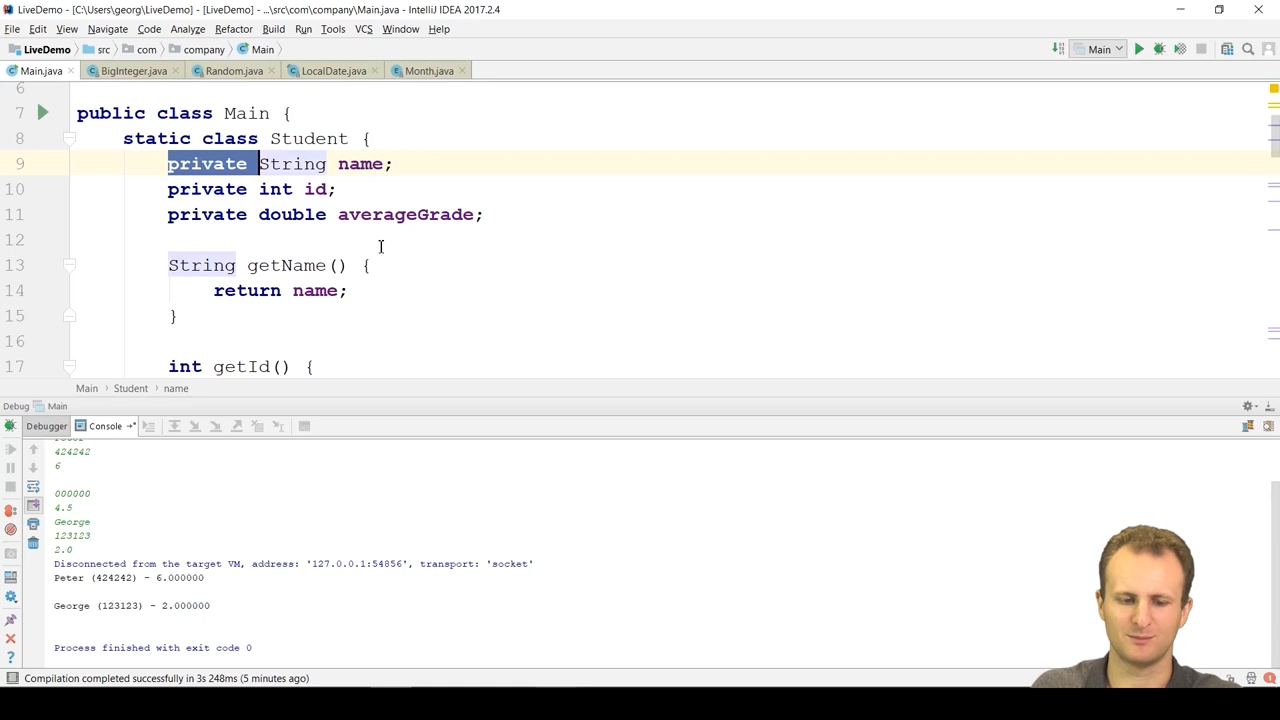 LiveDemo - [C:\Users\georg\LiveDemo] - [LiveDemo] - ...\src\com\company\Main.java - IntelliJ IDEA 2017.2.4
File Edit View Navigate Code Analyze Refactor Build Run Tools VCS Window Help
LiveDemo src com company Main Main
Main.java BigInteger.java Random.java LocalDate.java Month.java
6
7 public class Main {
8 static class Student {
9 private String name;
10 private int id;
11 private double averageGrade;
12
13 String getName() {
14 return name;
15 }
16
17 int getId() {
Main Student name
Debug Main
Debugger Console
424242
6
000000
4.5
George
123123
2.0
Disconnected from the target VM, address: '127.0.0.1:54856', transport: 'socket'
Peter (424242) - 6.000000
George (123123) - 2.000000
Process finished with exit code 0
Compilation completed successfully in 3s 248ms (5 minutes ago)